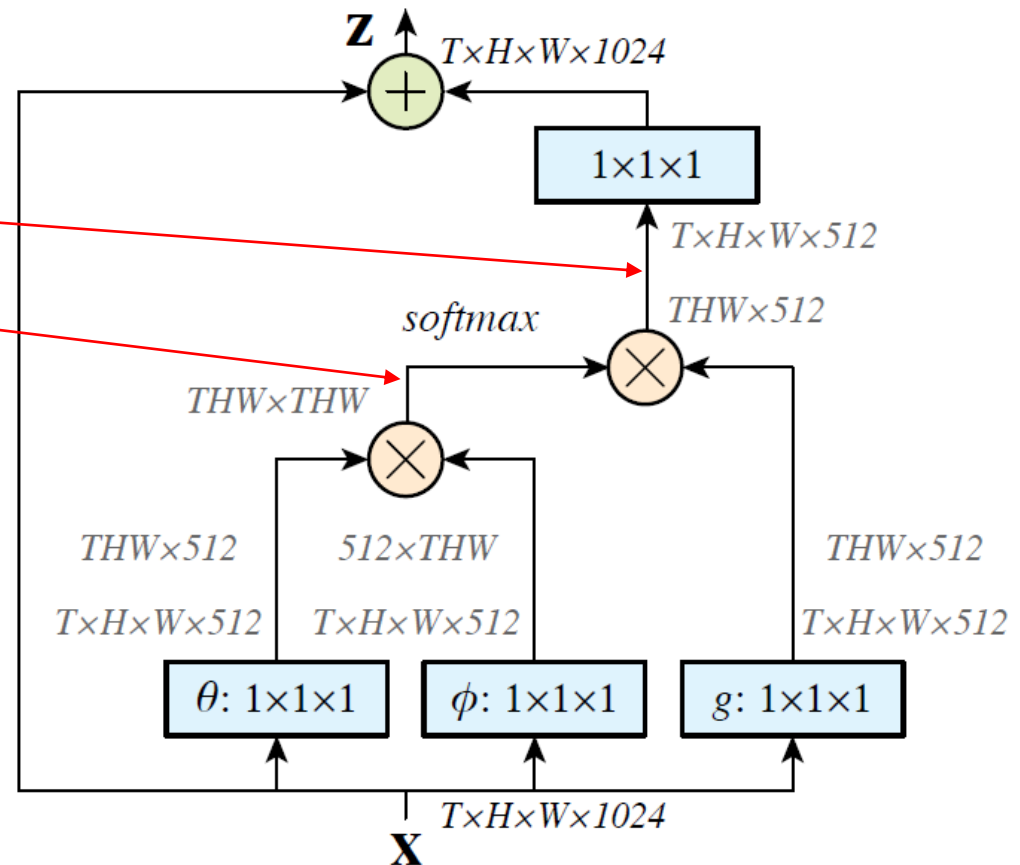 z
T×H×W×1024
+
1×1×1
T×H×W×512
THW×512
softmax
×
THW×THW
×
THW×512 512×THW THW×512
T×H×W×512 T×H×W×512 T×H×W×512
θ: 1×1×1 ϕ: 1×1×1 g: 1×1×1
T×H×W×1024
x